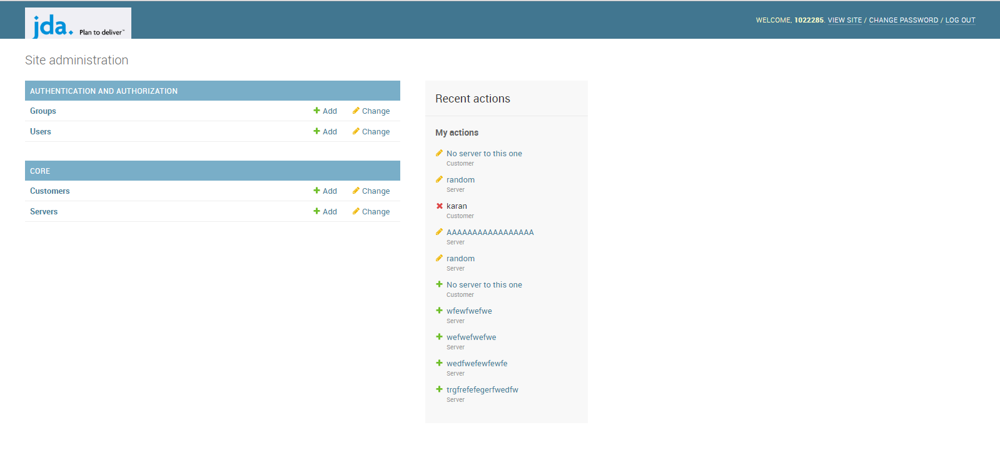 jda. Plan to deliver™
WELCOME, 1022285. VIEW SITE / CHANGE PASSWORD / LOG OUT
Site administration
AUTHENTICATION AND AUTHORIZATION
Groups Add Change
Users Add Change
CORE
Customers Add Change
Servers Add Change
Recent actions
My actions
No server to this one
Customer
random
Server
karan
Customer
AAAAAAAAAAAAAAAAA
Server
random
Server
No server to this one
Customer
wfewfwefwe
Server
wefwefwefwe
Server
wedfwefewfewfe
Server
trgfrefefegerfwedfw
Server